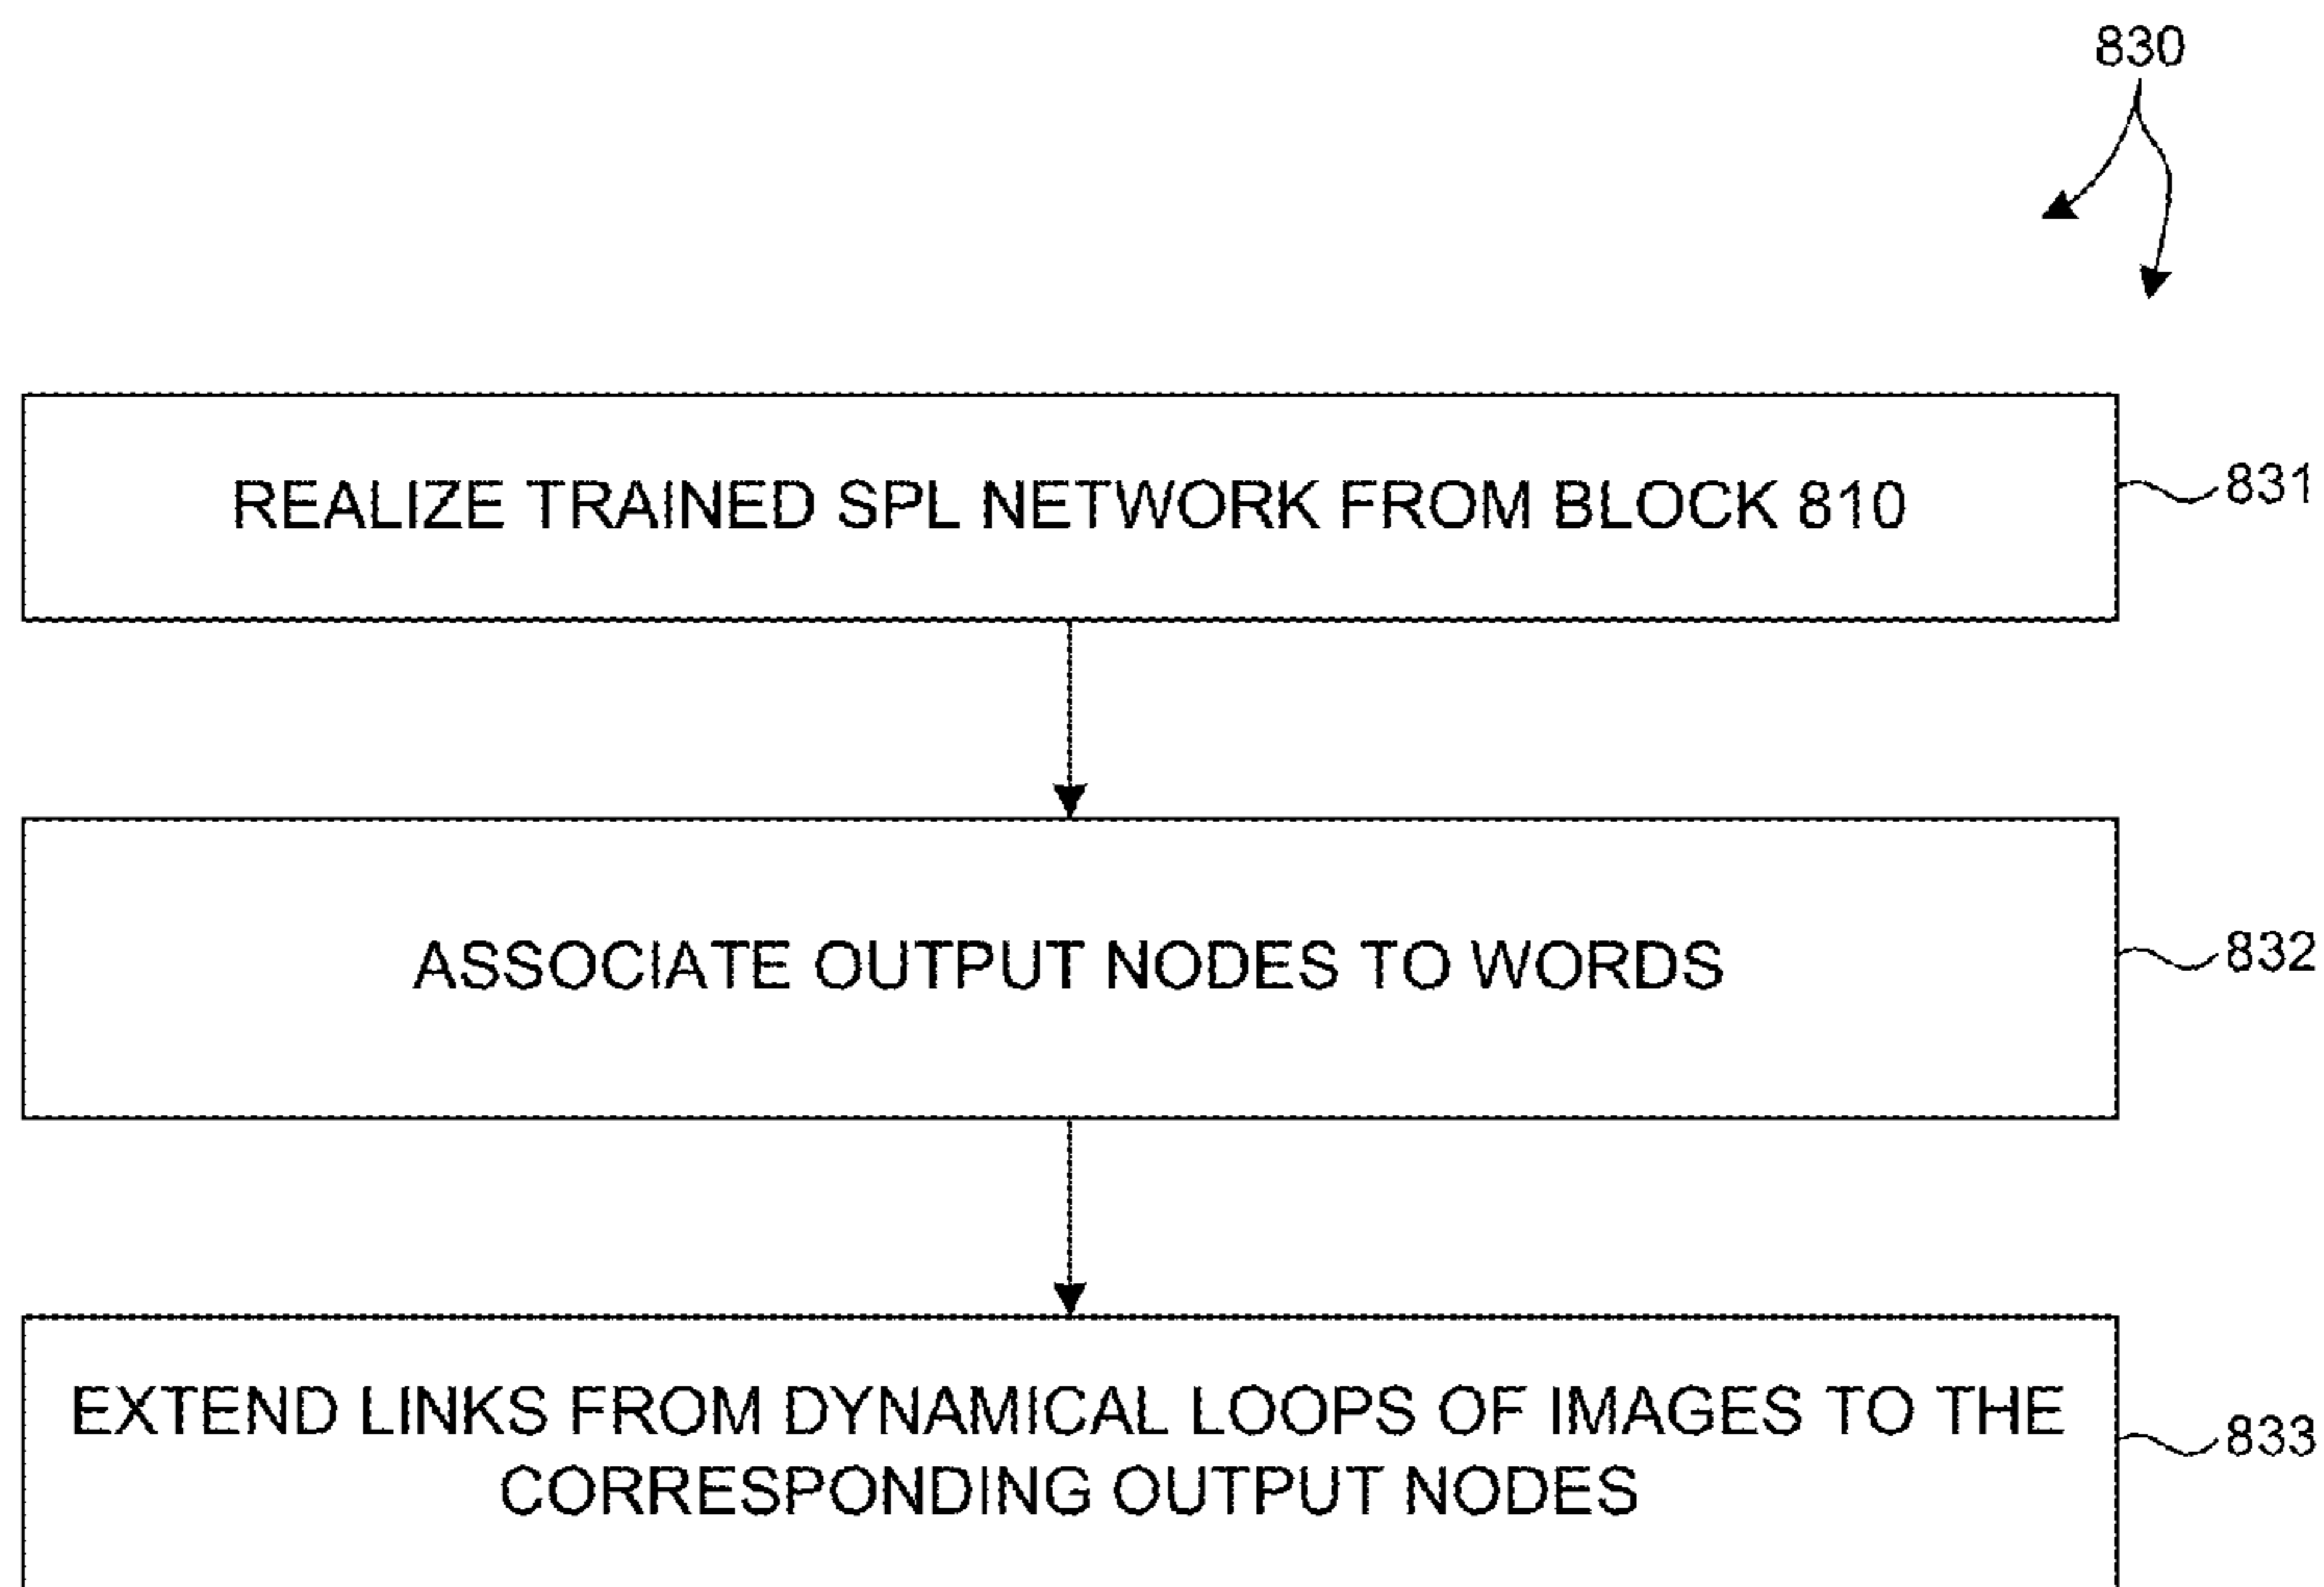 830
REALIZE TRAINED SPL NETWORK FROM BLOCK 810
831
ASSOCIATE OUTPUT NODES TO WORDS
832
EXTEND LINKS FROM DYNAMICAL LOOPS OF IMAGES TO THE
CORRESPONDING OUTPUT NODES
833